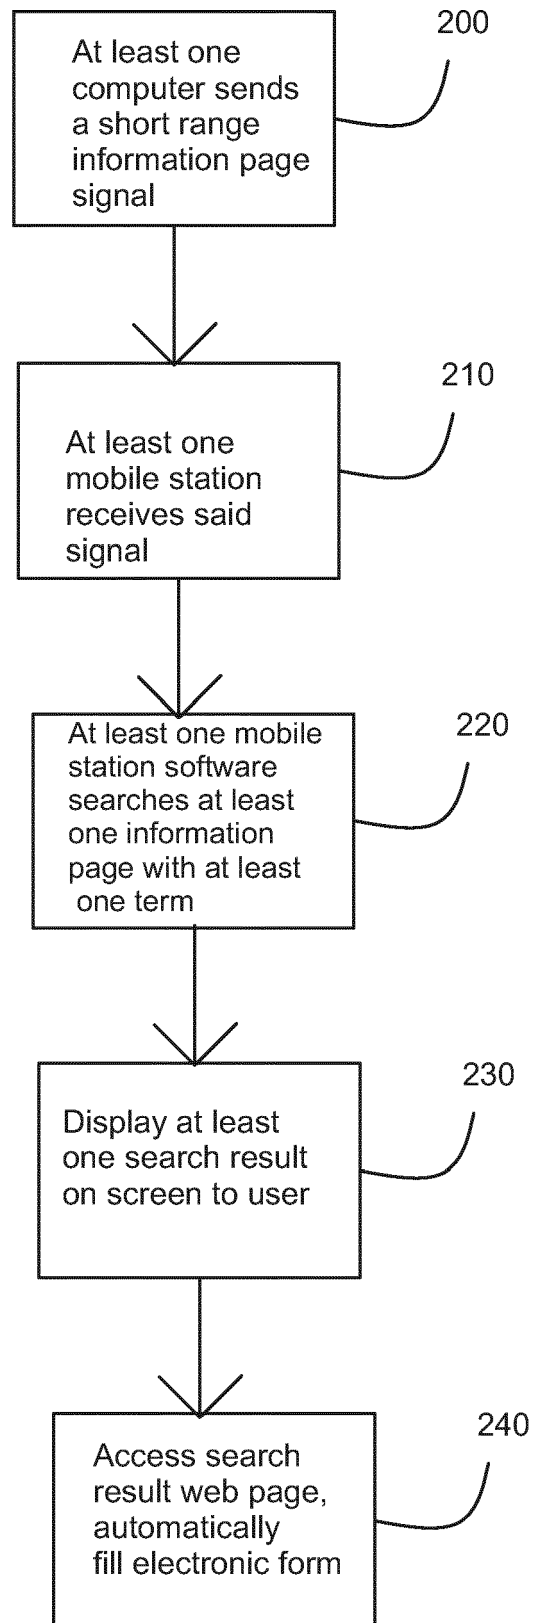 200
At least one
computer sends
a short range
information page
signal
210
At least one
mobile station
receives said
signal
220
At least one mobile
station software
searches at least
one information
page with at least
one term
230
Display at least
one search result
on screen to user
240
Access search
result web page,
automatically
fill electronic form